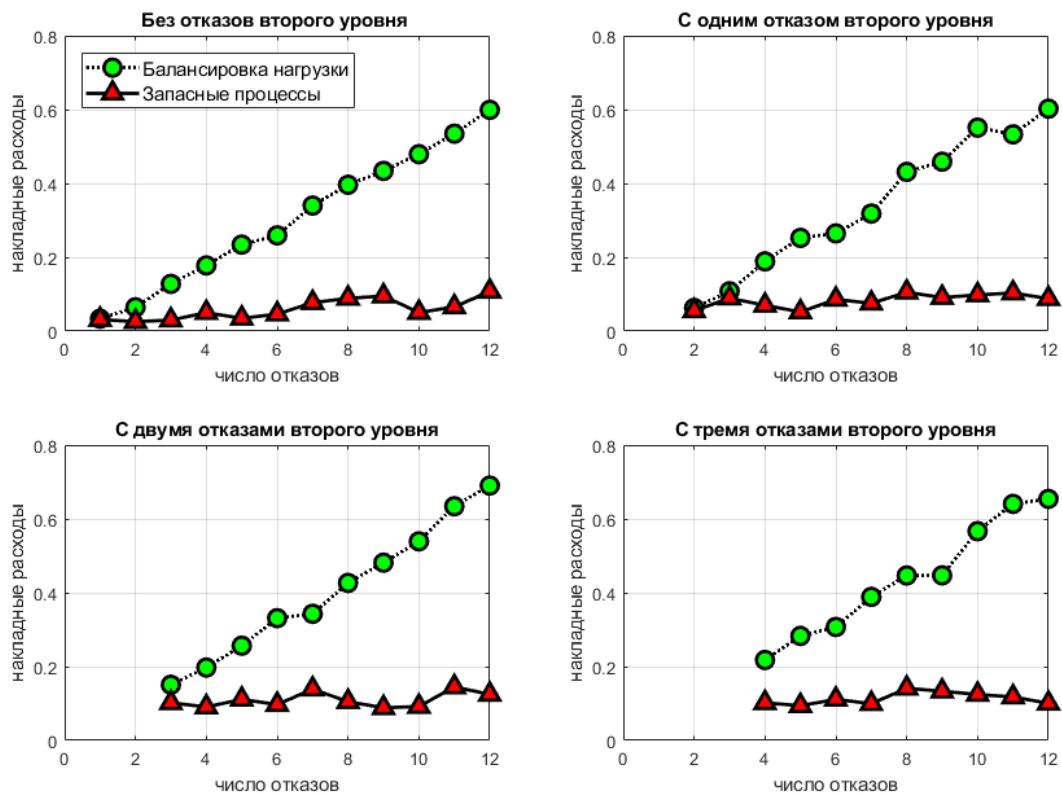 Без отказов второго уровня
С одним отказом второго уровня
0.8
0.6
0.4
0.2
0
накладные расходы
Балансировка нагрузки
Запасные процессы
0 2 4 6 8 10 12
число отказов
0.8
0.6
0.4
0.2
0
накладные расходы
0 2 4 6 8 10 12
число отказов
С двумя отказами второго уровня
С тремя отказами второго уровня
0.8
0.6
0.4
0.2
0
накладные расходы
0 2 4 6 8 10 12
число отказов
0.8
0.6
0.4
0.2
0
накладные расходы
0 2 4 6 8 10 12
число отказов